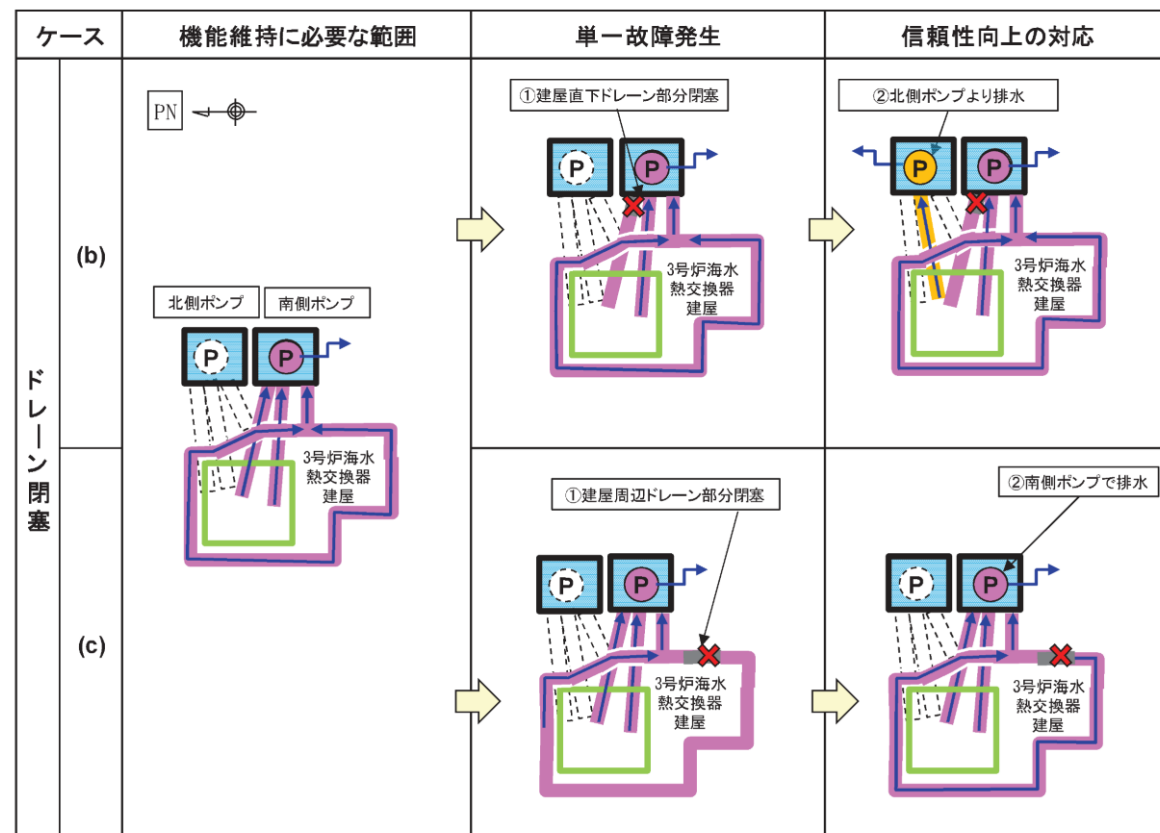 ケース
機能維持に必要な範囲
単一故障発生
信頼性向上の対応
ドレーン閉塞
(b)
PN
北側ポンプ
南側ポンプ
P
P
3号炉海水
熱交換器
建屋
①建屋直下ドレーン部分閉塞
P
P
3号炉海水
熱交換器
建屋
②北側ポンプより排水
P
P
3号炉海水
熱交換器
建屋
(c)
①建屋周辺ドレーン部分閉塞
P
P
3号炉海水
熱交換器
建屋
②南側ポンプで排水
P
P
3号炉海水
熱交換器
建屋